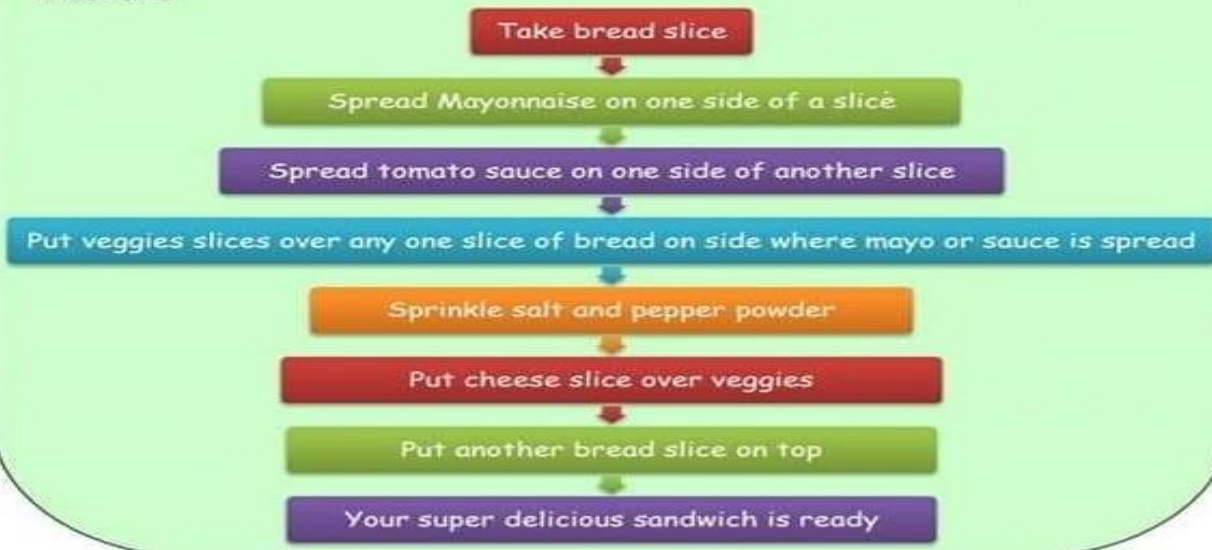 Take bread slice
Spread Mayonnaise on one side of a slice
Spread tomato sauce on one side of another slice
Put veggies slices over any one slice of bread on side where mayo or sauce is spread
Sprinkle salt and pepper powder
Put cheese slice over veggies
Put another bread slice on top
Your super delicious sandwich is ready